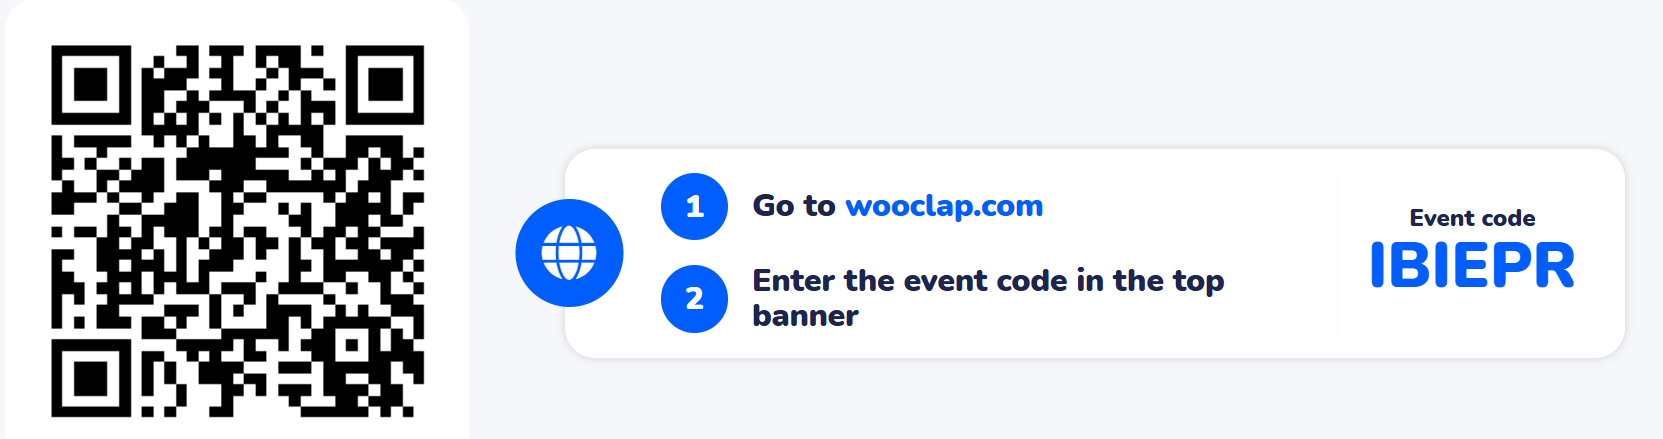 1 Go to wooclap.com
2 Enter the event code in the top
banner
Event code
IBIEPR